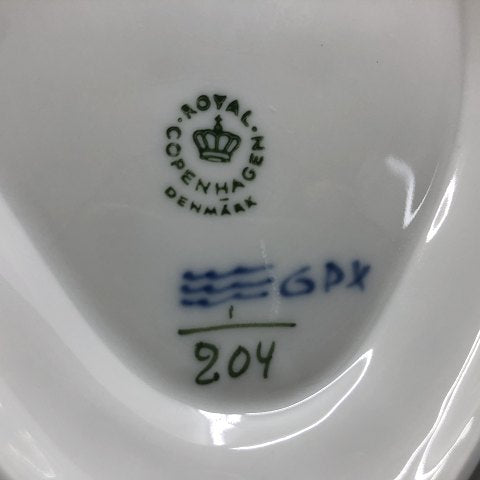 ROYAL
COPENHAGEN
DENMARK
GPX
1
204